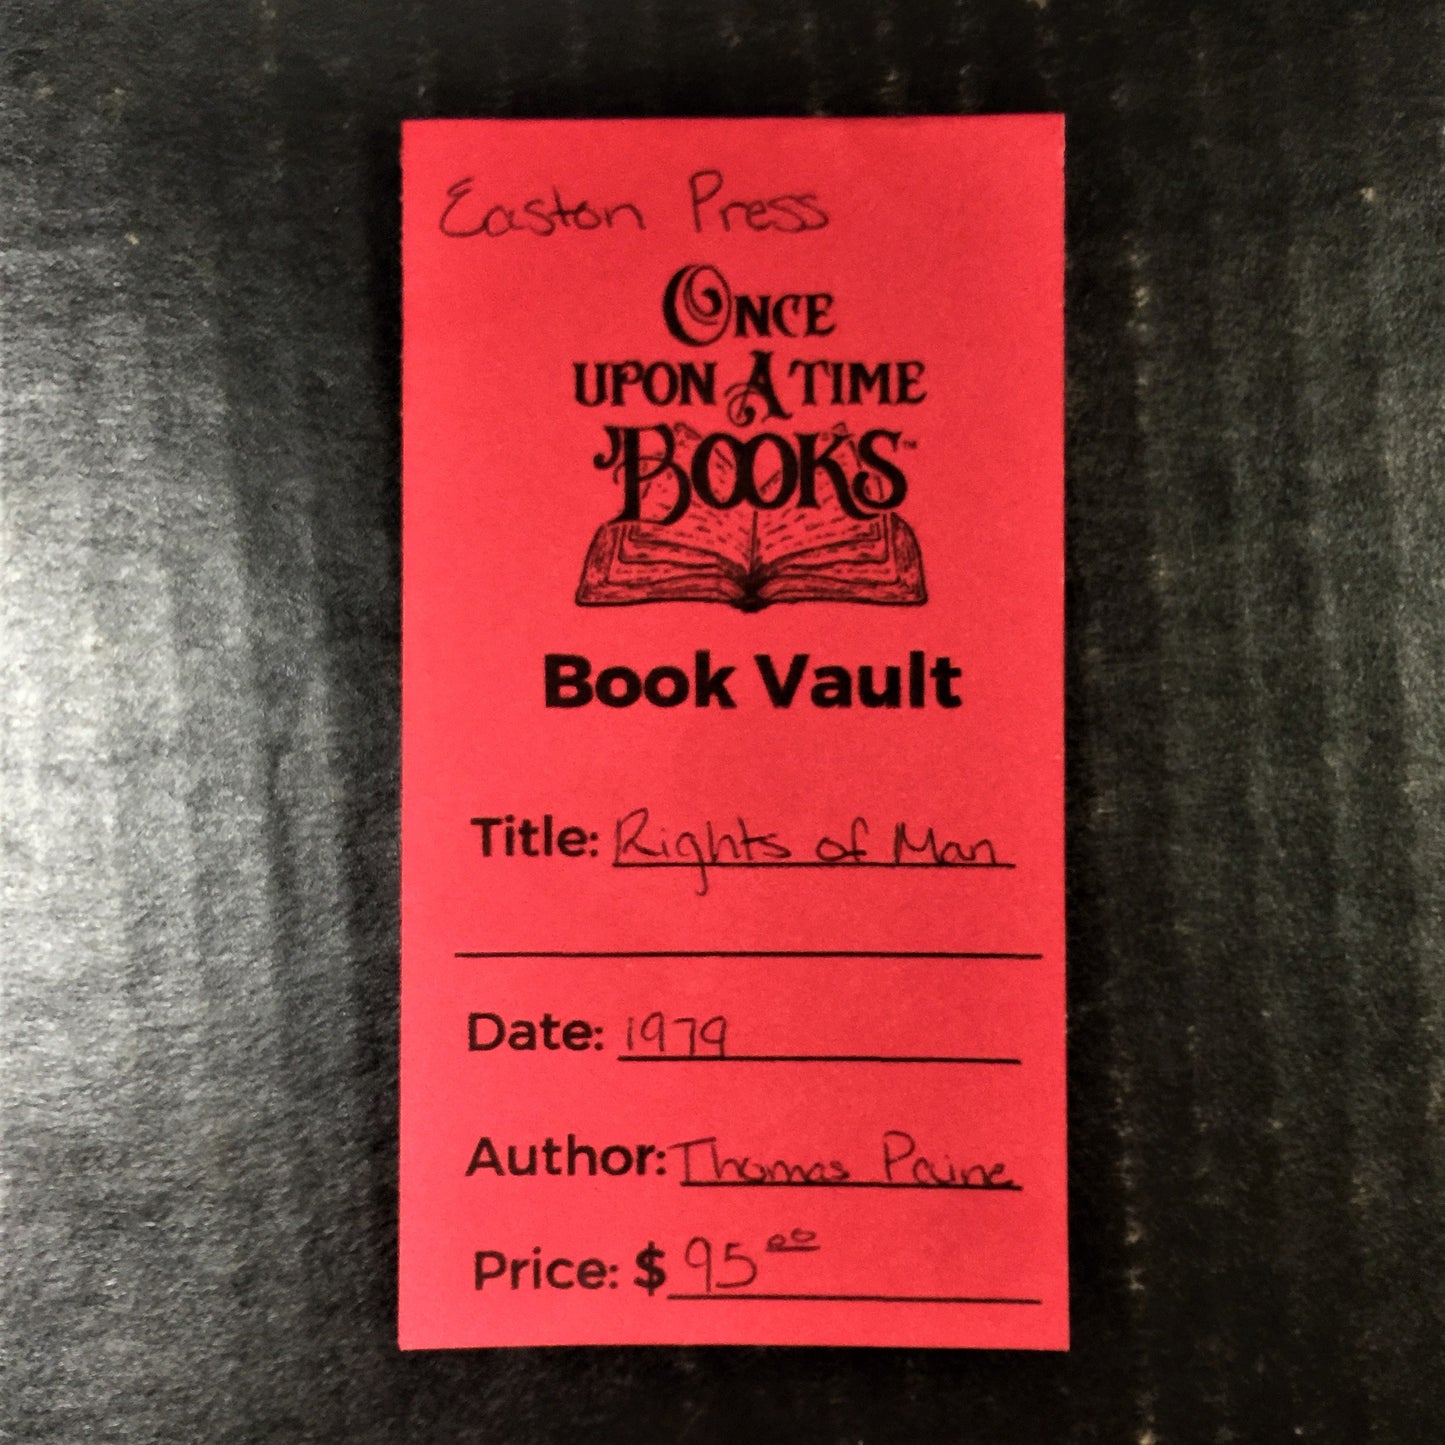 Easton Press
ONCE
UPON A TIME
BOOKS™
Book Vault
Title: Rights of Man
Date: 1979
Author: Thomas Paine
Price: $ 95 00